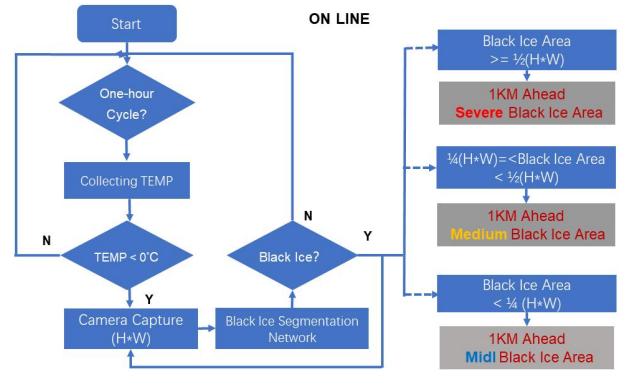 Start
ON LINE
One-hour
Cycle?
Collecting TEMP
N
TEMP < 0°C
Y
Camera Capture
(H*W)
Black Ice Segmentation
Network
Black Ice?
N
Y
Black Ice Area
>= ½(H*W)
1KM Ahead
Severe Black Ice Area
¼(H*W)=<Black Ice Area
< ½(H*W)
1KM Ahead
Medium Black Ice Area
Black Ice Area
< ¼ (H*W)
1KM Ahead
Midl Black Ice Area